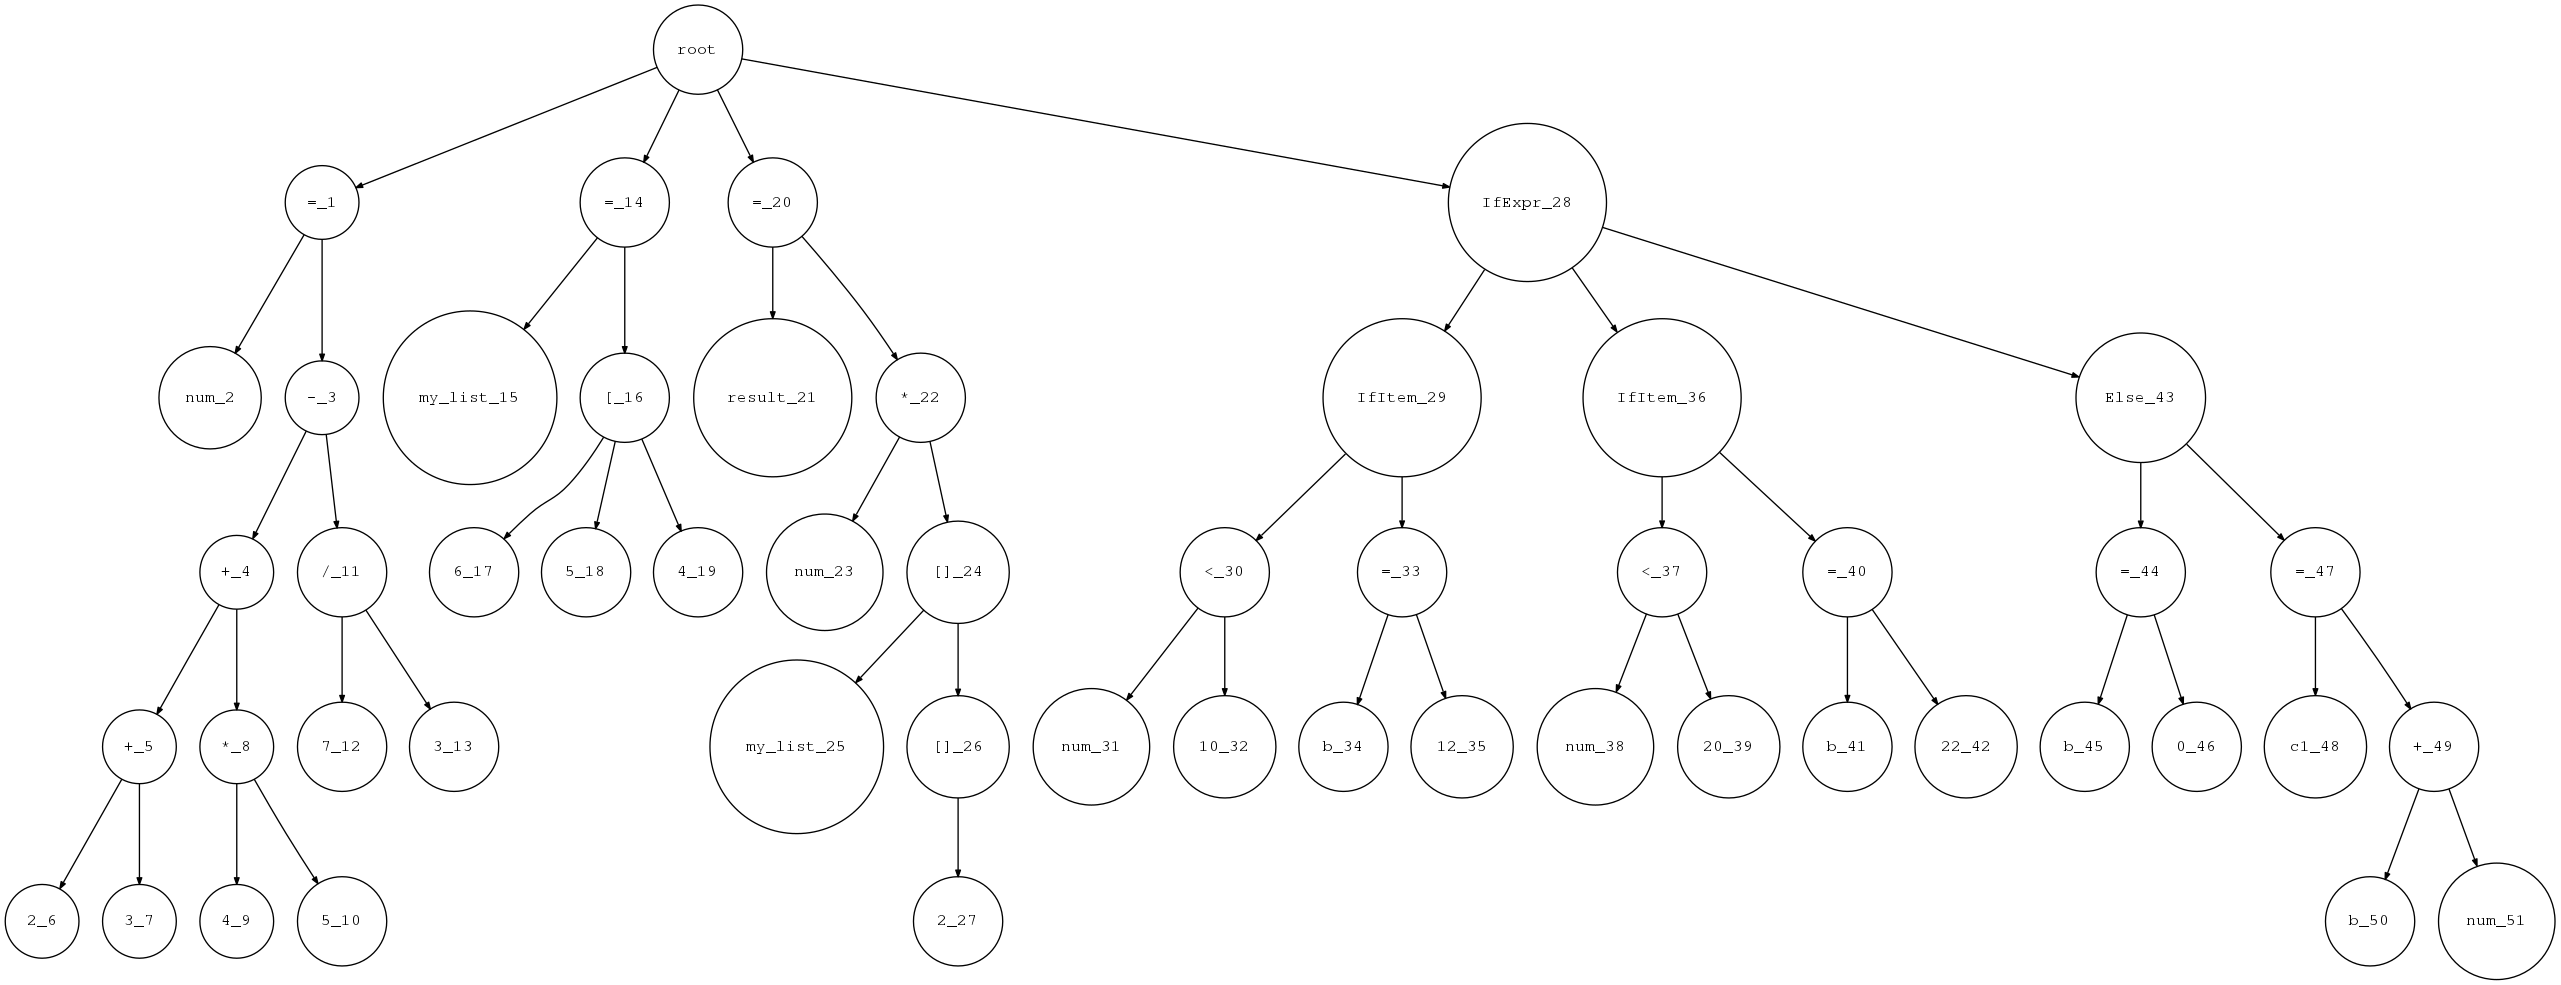 root
=_1
=_14
=_20
IfExpr_28
num_2
-_3
my_list_15
[_16
result_21
*_22
IfItem_29
IfItem_36
Else_43
+_4
/_11
6_17
5_18
4_19
num_23
[]_24
<_30
=_33
<_37
=_40
=_44
=_47
+_5
*_8
7_12
3_13
my_list_25
[]_26
num_31
10_32
b_34
12_35
num_38
20_39
b_41
22_42
b_45
0_46
c1_48
+_49
2_6
3_7
4_9
5_10
2_27
b_50
num_51